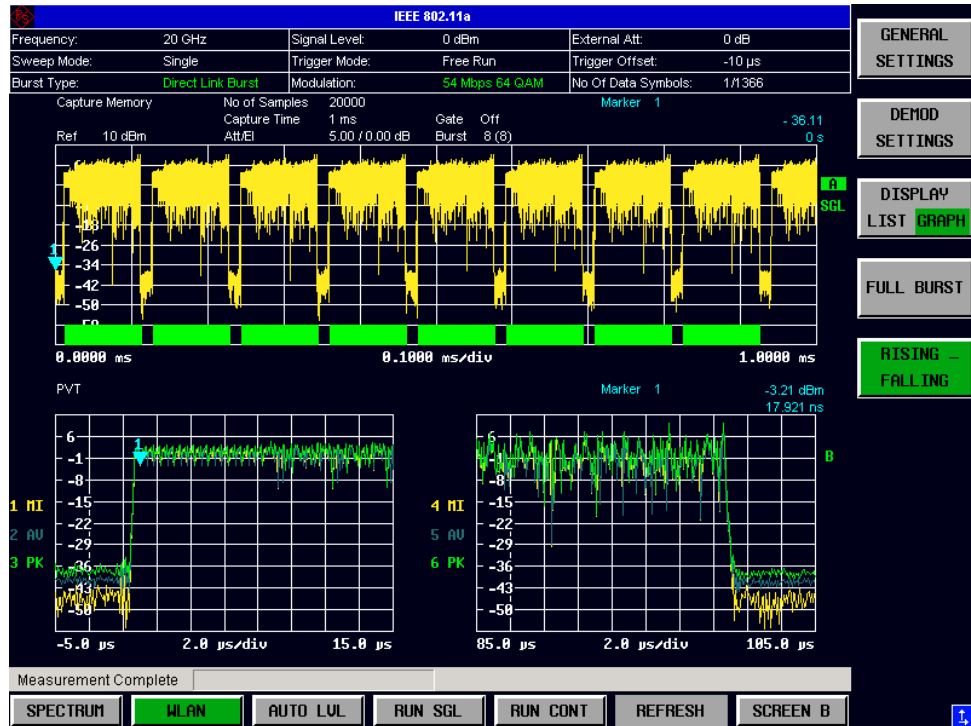 IEEE 802.11a
Frequency: 20 GHz Signal Level: 0 dBm External Att: 0 dB
Sweep Mode: Single Trigger Mode: Free Run Trigger Offset: -10 µs
Burst Type: Direct Link Burst Modulation: 54 Mbps 64 QAM No Of Data Symbols: 1/1366
Capture Memory No of Samples 20000 Marker 1
Capture Time 1 ms Gate Off - 36.11
Ref 10 dBm Att/El 5.00 / 0.00 dB Burst 8 (8) 0 s
A
SGL
-18
-26
1
-34
-42
-50
0.0000 ms 0.1000 ms/div 1.0000 ms
PVT Marker 1 -3.21 dBm
17.921 ns
6 1 6
-1 -1 B
-8 -8
1 MI -15 4 MI -15
-22 -22
2 AV -29 5 AV -29
3 PK -36 6 PK -36
-43 -43
-50 -50
-5.0 µs 2.0 µs/div 15.0 µs 85.0 µs 2.0 µs/div 105.0 µs
Measurement Complete
SPECTRUM WLAN AUTO LVL RUN SGL RUN CONT REFRESH SCREEN B
GENERAL
SETTINGS
DEMOD
SETTINGS
DISPLAY
LIST GRAPH
FULL BURST
RISING _
FALLING